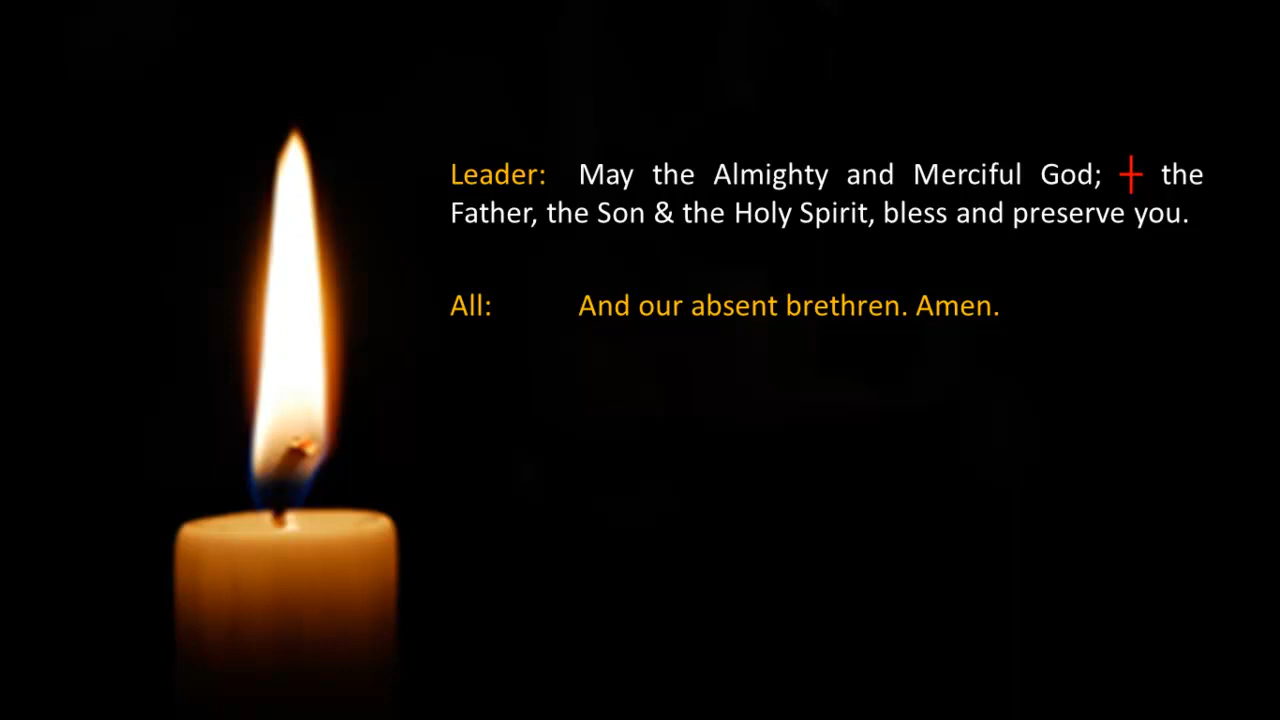 Leader: May the Almighty and Merciful God; ┼ the
Father, the Son & the Holy Spirit, bless and preserve you.
All: And our absent brethren. Amen.